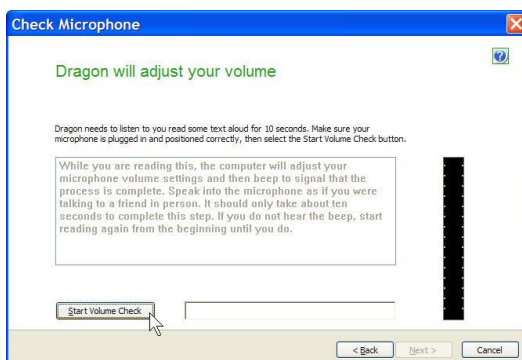 Check Microphone
Dragon will adjust your volume
Dragon needs to listen to you read some text aloud for 10 seconds. Make sure your
microphone is plugged in and positioned correctly, then select the Start Volume Check button.
While you are reading this, the computer will adjust your
microphone volume settings and then beep to signal that the
process is complete. Speak into the microphone as if you were
talking to a friend in person. It should only take about ten
seconds to complete this step. If you do not hear the beep, start
reading again from the beginning until you do.
Start Volume Check
< Back Next > Cancel